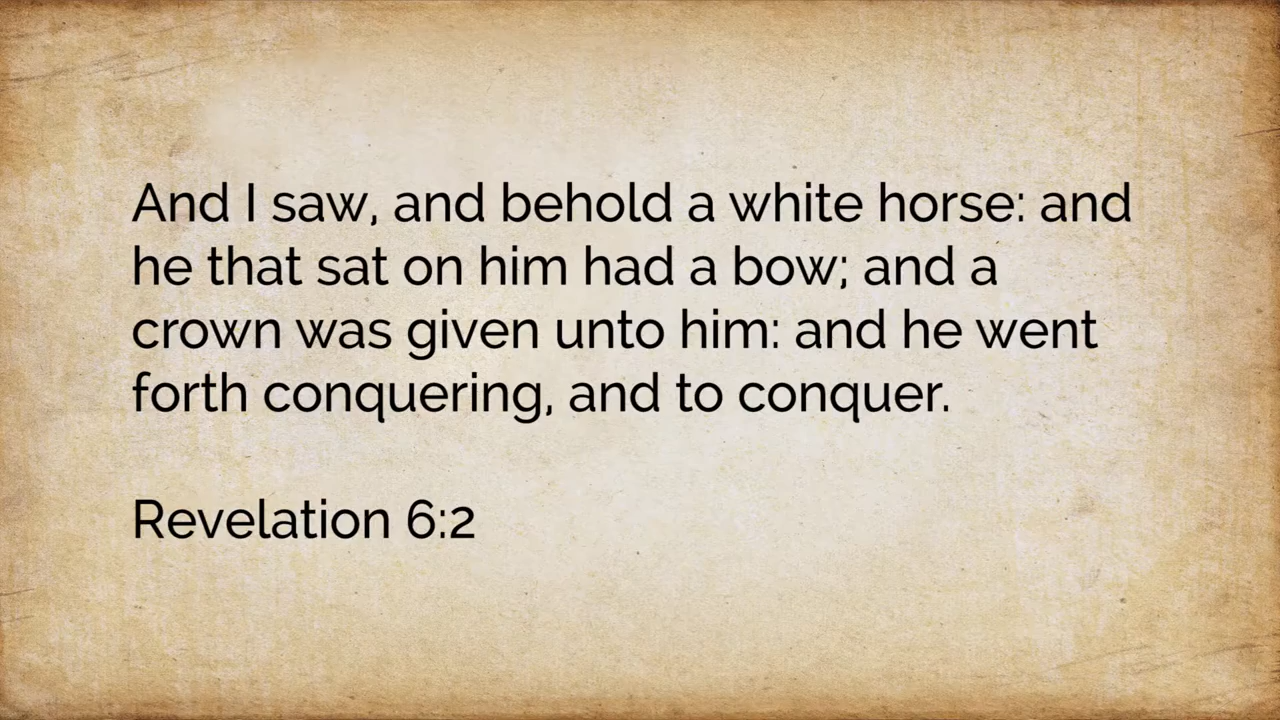 And I saw, and behold a white horse: and
he that sat on him had a bow; and a
crown was given unto him: and he went
forth conquering, and to conquer.
Revelation 6:2